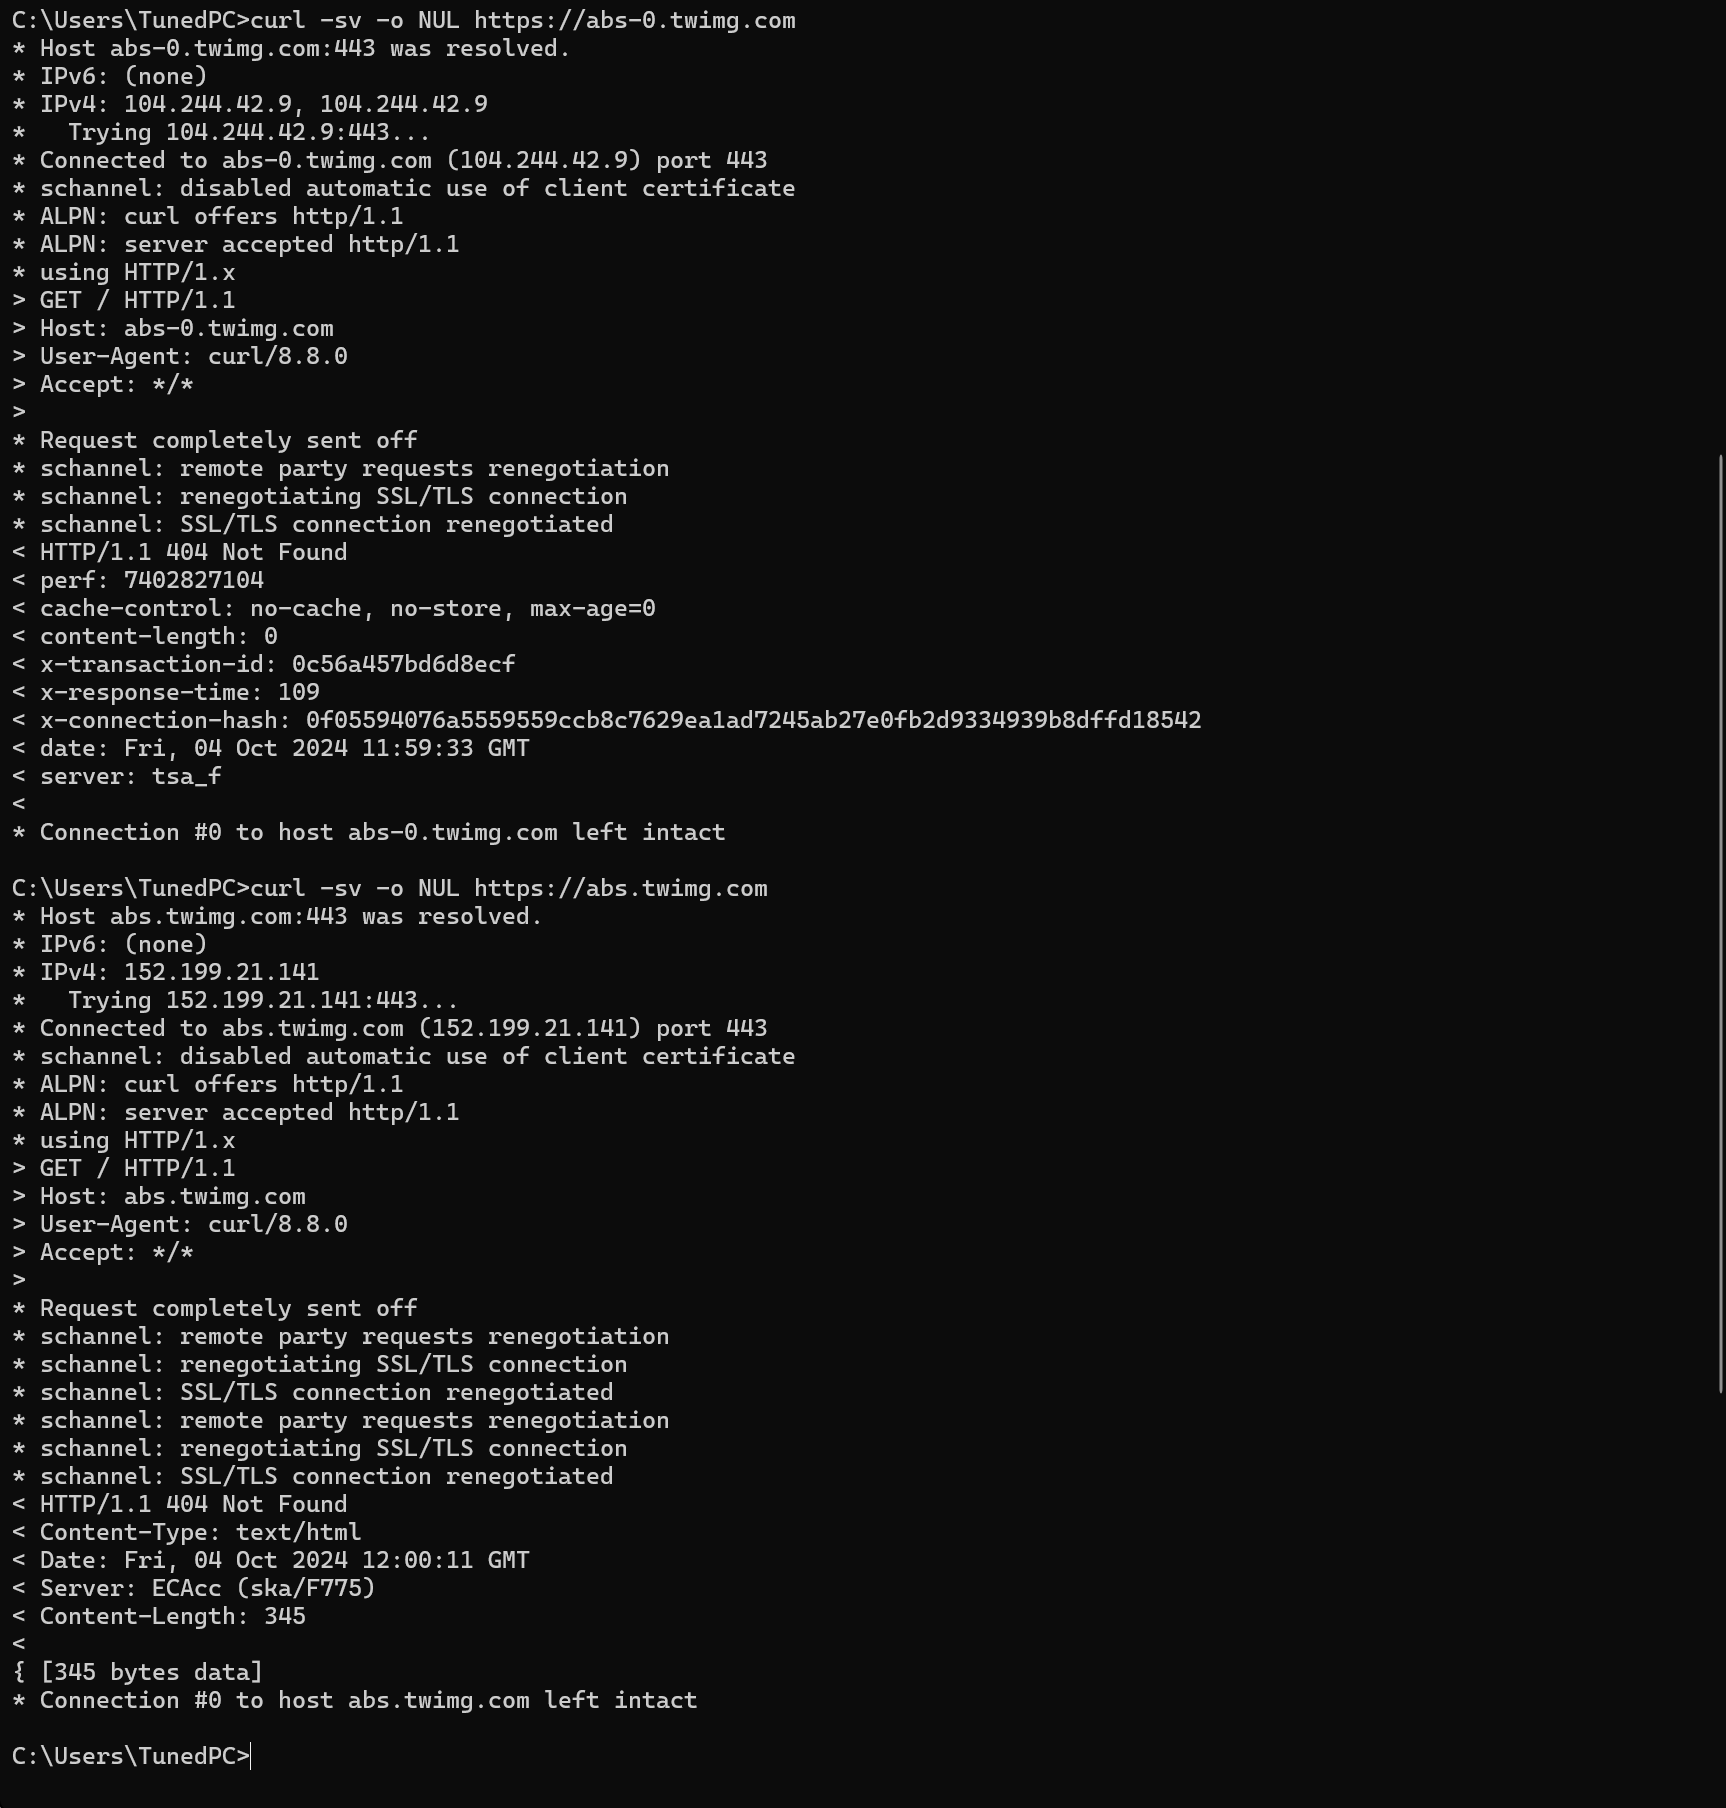 C:\Users\TunedPC>curl -sv -o NUL https://abs-0.twimg.com
* Host abs-0.twimg.com:443 was resolved.
* IPv6: (none)
* IPv4: 104.244.42.9, 104.244.42.9
*   Trying 104.244.42.9:443...
* Connected to abs-0.twimg.com (104.244.42.9) port 443
* schannel: disabled automatic use of client certificate
* ALPN: curl offers http/1.1
* ALPN: server accepted http/1.1
* using HTTP/1.x
> GET / HTTP/1.1
> Host: abs-0.twimg.com
> User-Agent: curl/8.8.0
> Accept: */*
>
* Request completely sent off
* schannel: remote party requests renegotiation
* schannel: renegotiating SSL/TLS connection
* schannel: SSL/TLS connection renegotiated
< HTTP/1.1 404 Not Found
< perf: 7402827104
< cache-control: no-cache, no-store, max-age=0
< content-length: 0
< x-transaction-id: 0c56a457bd6d8ecf
< x-response-time: 109
< x-connection-hash: 0f05594076a5559559ccb8c7629ea1ad7245ab27e0fb2d9334939b8dffd18542
< date: Fri, 04 Oct 2024 11:59:33 GMT
< server: tsa_f
<
* Connection #0 to host abs-0.twimg.com left intact

C:\Users\TunedPC>curl -sv -o NUL https://abs.twimg.com
* Host abs.twimg.com:443 was resolved.
* IPv6: (none)
* IPv4: 152.199.21.141
*   Trying 152.199.21.141:443...
* Connected to abs.twimg.com (152.199.21.141) port 443
* schannel: disabled automatic use of client certificate
* ALPN: curl offers http/1.1
* ALPN: server accepted http/1.1
* using HTTP/1.x
> GET / HTTP/1.1
> Host: abs.twimg.com
> User-Agent: curl/8.8.0
> Accept: */*
>
* Request completely sent off
* schannel: remote party requests renegotiation
* schannel: renegotiating SSL/TLS connection
* schannel: SSL/TLS connection renegotiated
* schannel: remote party requests renegotiation
* schannel: renegotiating SSL/TLS connection
* schannel: SSL/TLS connection renegotiated
< HTTP/1.1 404 Not Found
< Content-Type: text/html
< Date: Fri, 04 Oct 2024 12:00:11 GMT
< Server: ECAcc (ska/F775)
< Content-Length: 345
<
{ [345 bytes data]
* Connection #0 to host abs.twimg.com left intact

C:\Users\TunedPC>